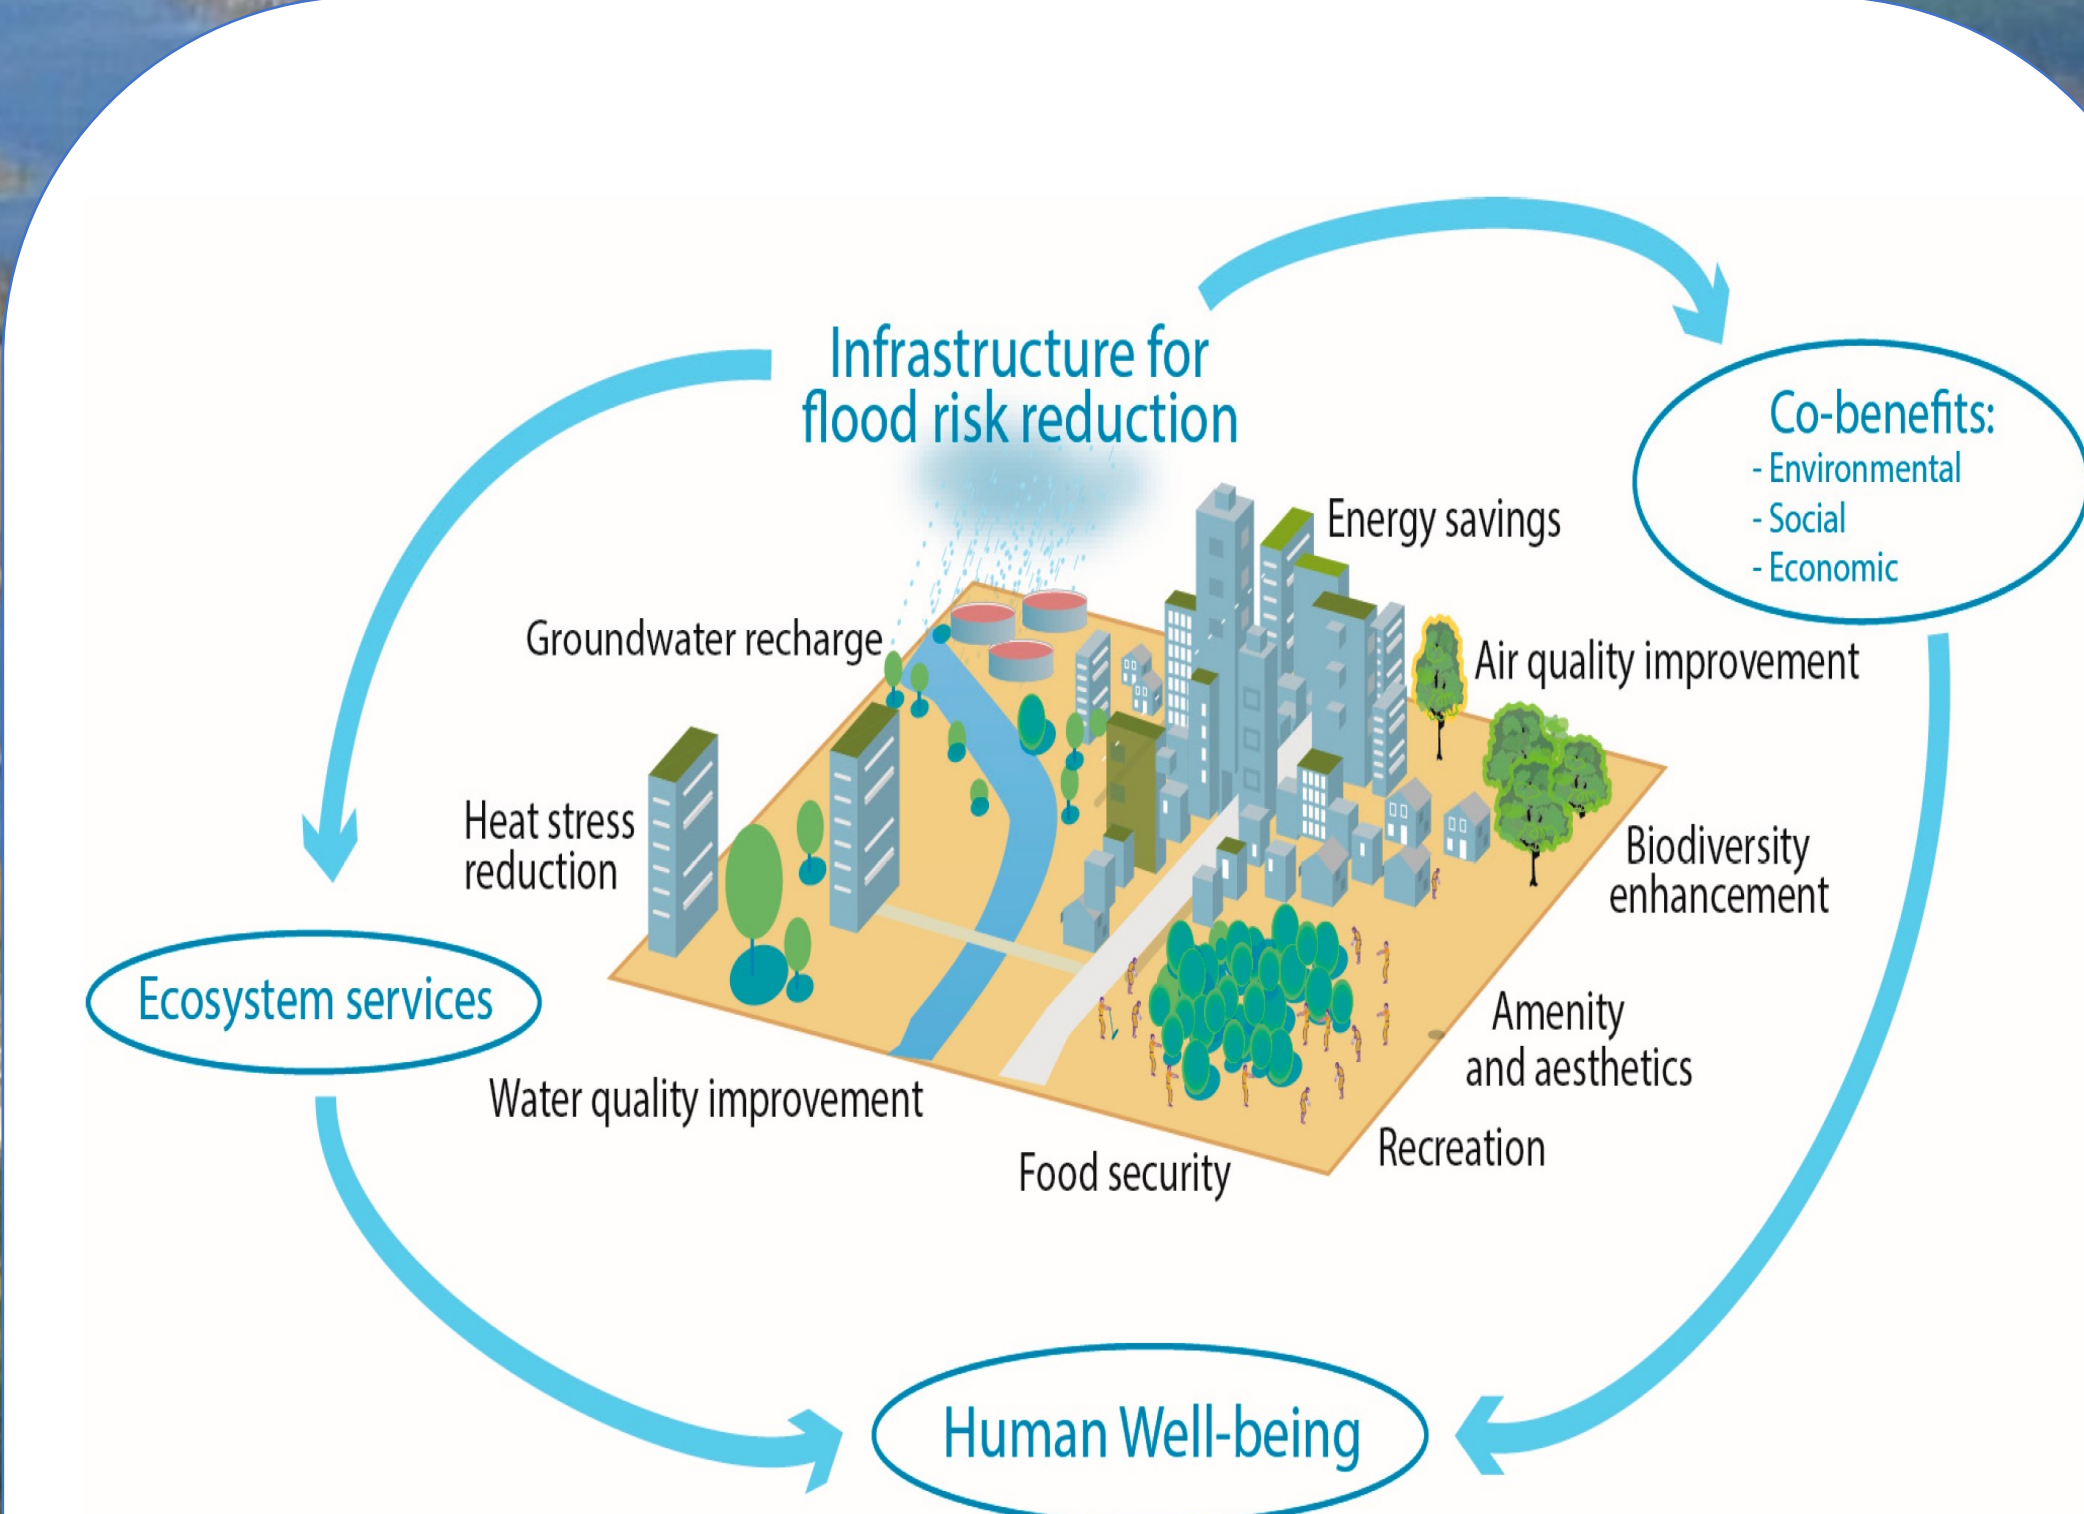 Infrastructure for
flood risk reduction
Co-benefits:
- Environmental
- Social
- Economic
Energy savings
Groundwater recharge
Air quality improvement
Heat stress
reduction
Biodiversity
enhancement
Ecosystem services
Amenity
and aesthetics
Water quality improvement
Recreation
Food security
Human Well-being